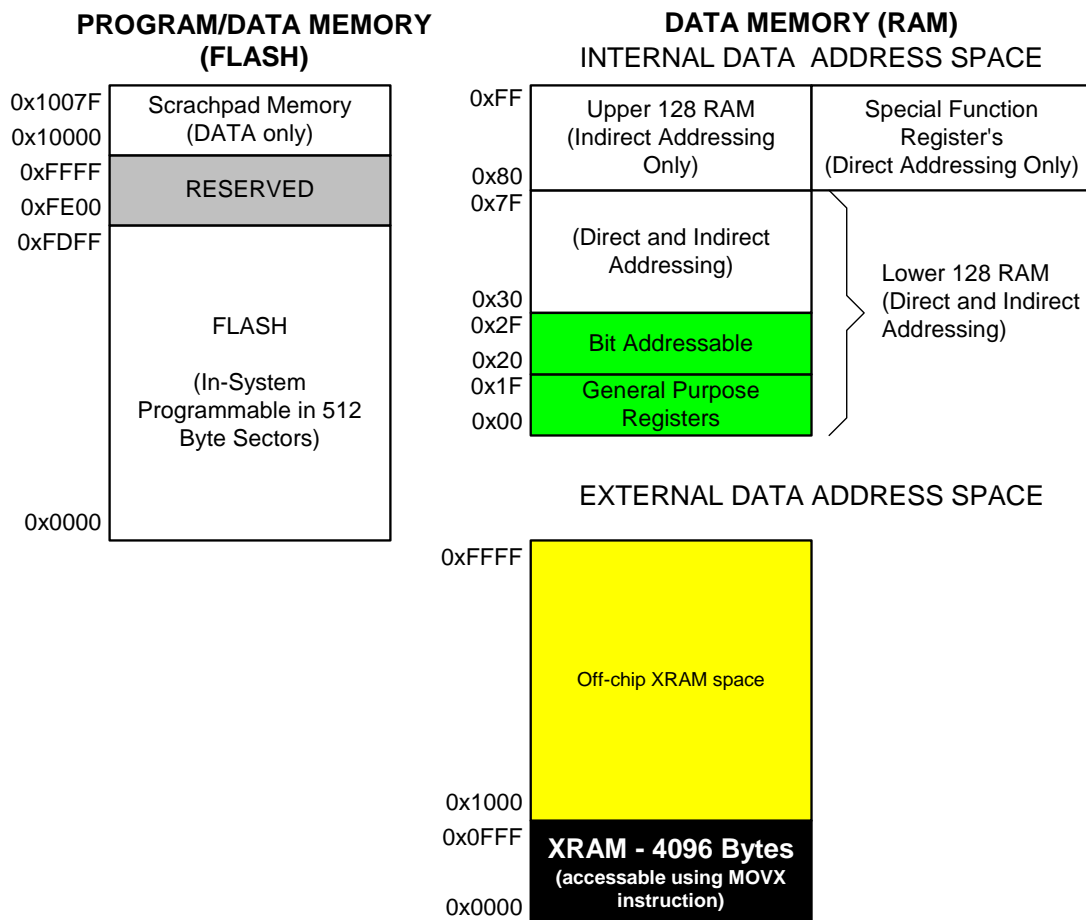 PROGRAM/DATA MEMORY
(FLASH)
0x1007F
Scrachpad Memory
(DATA only)
0x10000
0xFFFF
RESERVED
0xFE00
0xFDFF
FLASH
(In-System
Programmable in 512
Byte Sectors)
0x0000
DATA MEMORY (RAM)
INTERNAL DATA ADDRESS SPACE
0xFF
Upper 128 RAM
(Indirect Addressing
Only)
0x80
Special Function
Register's
(Direct Addressing Only)
0x7F
(Direct and Indirect
Addressing)
0x30
0x2F
Bit Addressable
0x20
0x1F
General Purpose
Registers
0x00
Lower 128 RAM
(Direct and Indirect
Addressing)
EXTERNAL DATA ADDRESS SPACE
0xFFFF
Off-chip XRAM space
0x1000
0x0FFF
XRAM - 4096 Bytes
(accessable using MOVX
instruction)
0x0000